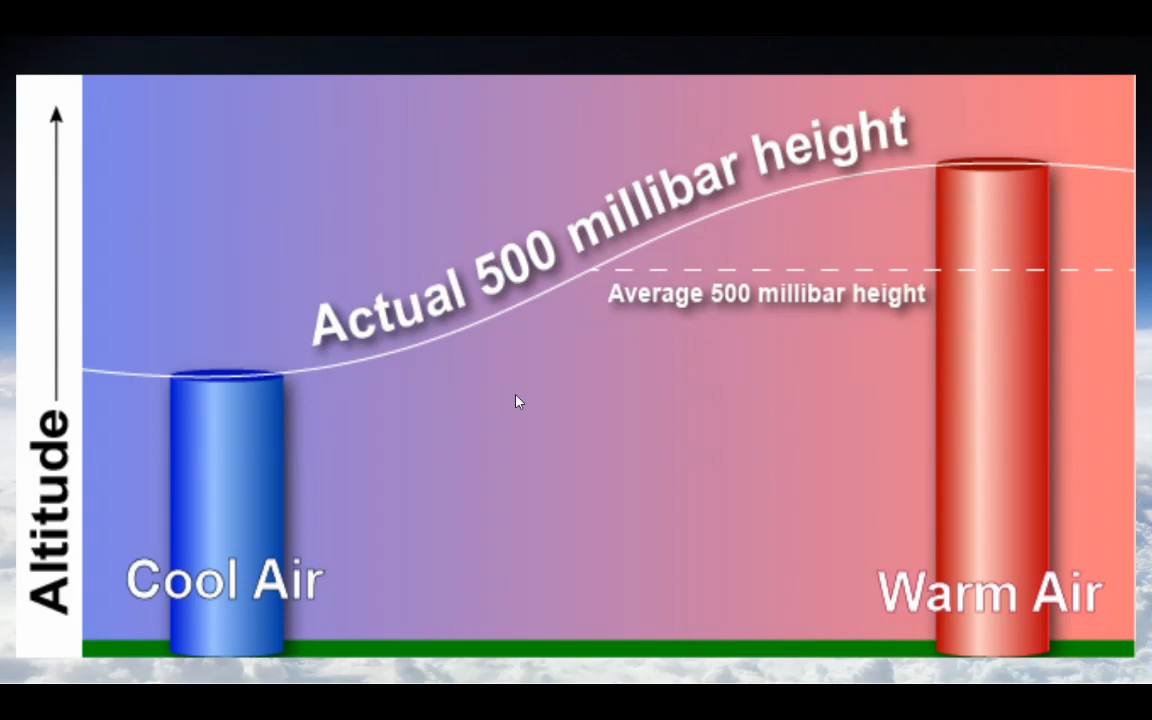 Actual 500 millibar height
Average 500 millibar height
Altitude
Cool Air
Warm Air